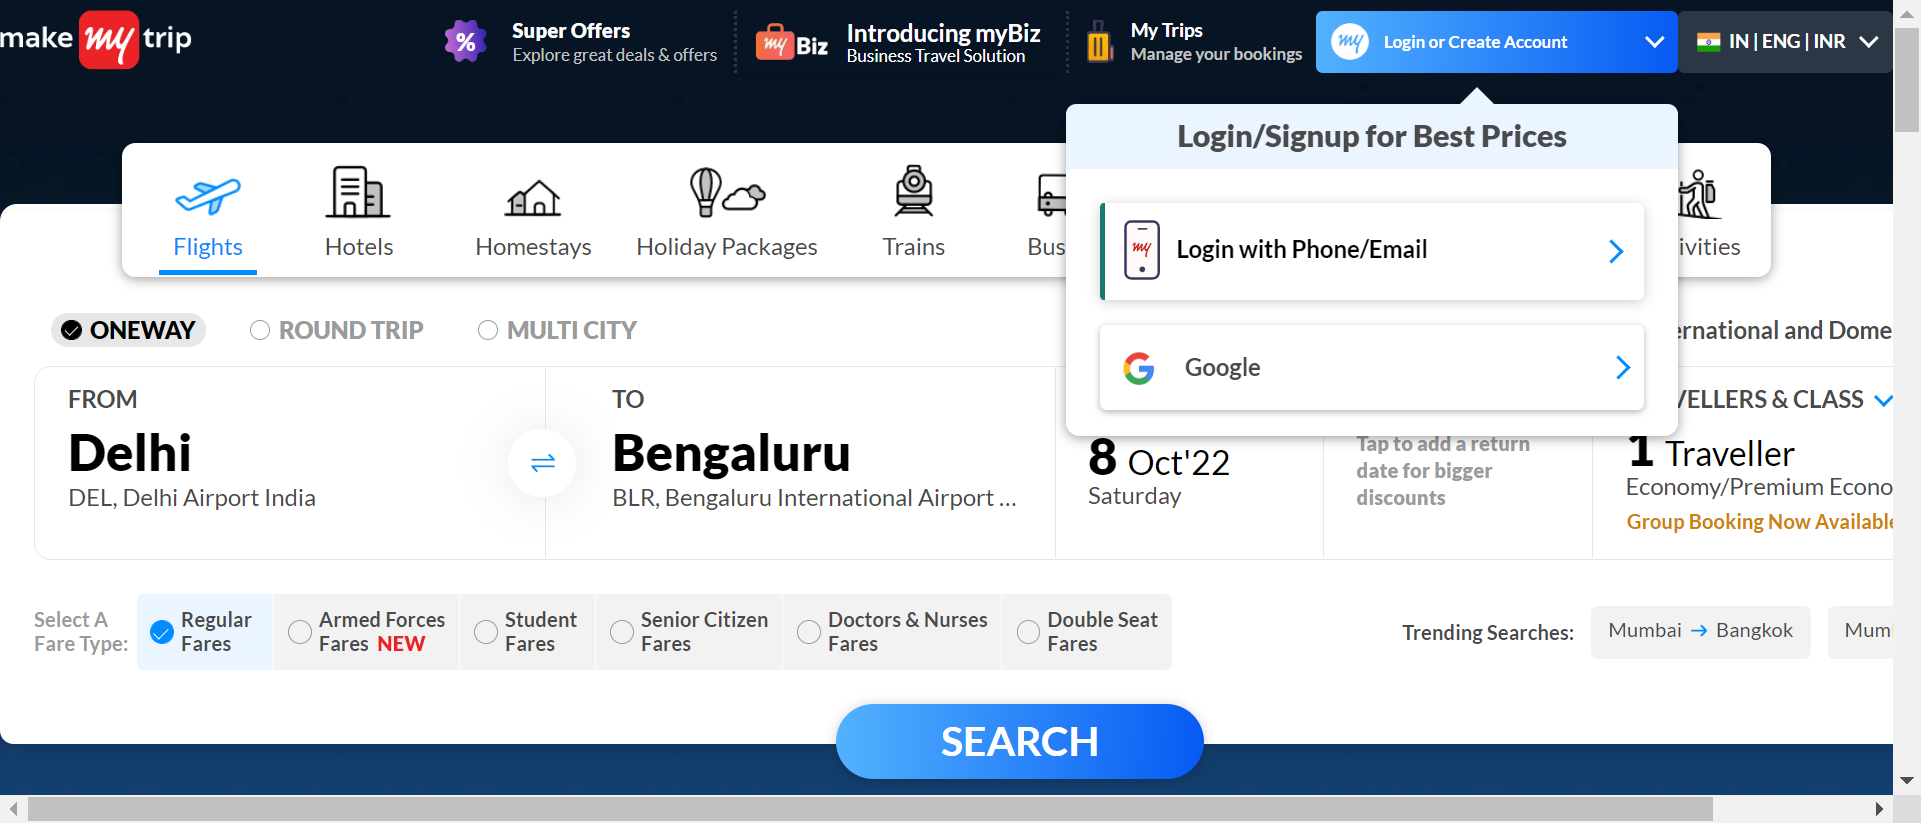 make my trip
Super Offers
Explore great deals & offers
my Biz
Introducing myBiz
Business Travel Solution
My Trips
Manage your bookings
my Login or Create Account
IN | ENG | INR
Login/Signup for Best Prices
my Login with Phone/Email
Google
Flights
Hotels
Homestays
Holiday Packages
Trains
Bus
ivities
ONEWAY
ROUND TRIP
MULTI CITY
ernational and Dome
FROM
Delhi
DEL, Delhi Airport India
TO
Bengaluru
BLR, Bengaluru International Airport ...
8 Oct'22
Saturday
Tap to add a return
date for bigger
discounts
VELLERS & CLASS
1 Traveller
Economy/Premium Econo
Group Booking Now Available
Select A
Fare Type:
Regular
Fares
Armed Forces
Fares NEW
Student
Fares
Senior Citizen
Fares
Doctors & Nurses
Fares
Double Seat
Fares
Trending Searches:
Mumbai → Bangkok
Mum
SEARCH